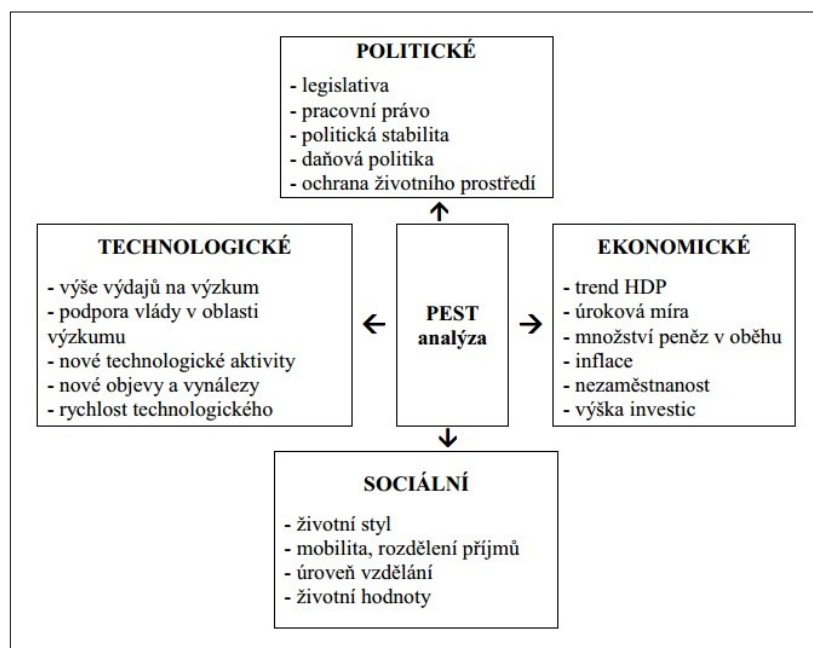 POLITICKÉ
- legislativa
- pracovní právo
- politická stabilita
- daňová politika
- ochrana životního prostředí
TECHNOLOGICKÉ
- výše výdajů na výzkum
- podpora vlády v oblasti
výzkumu
- nové technologické aktivity
- nové objevy a vynálezy
- rychlost technologického
PEST
analýza
EKONOMICKÉ
- trend HDP
- úroková míra
- množství peněz v oběhu
- inflace
- nezaměstnanost
- výška investic
SOCIÁLNÍ
- životní styl
- mobilita, rozdělení příjmů
- úroveň vzdělání
- životní hodnoty